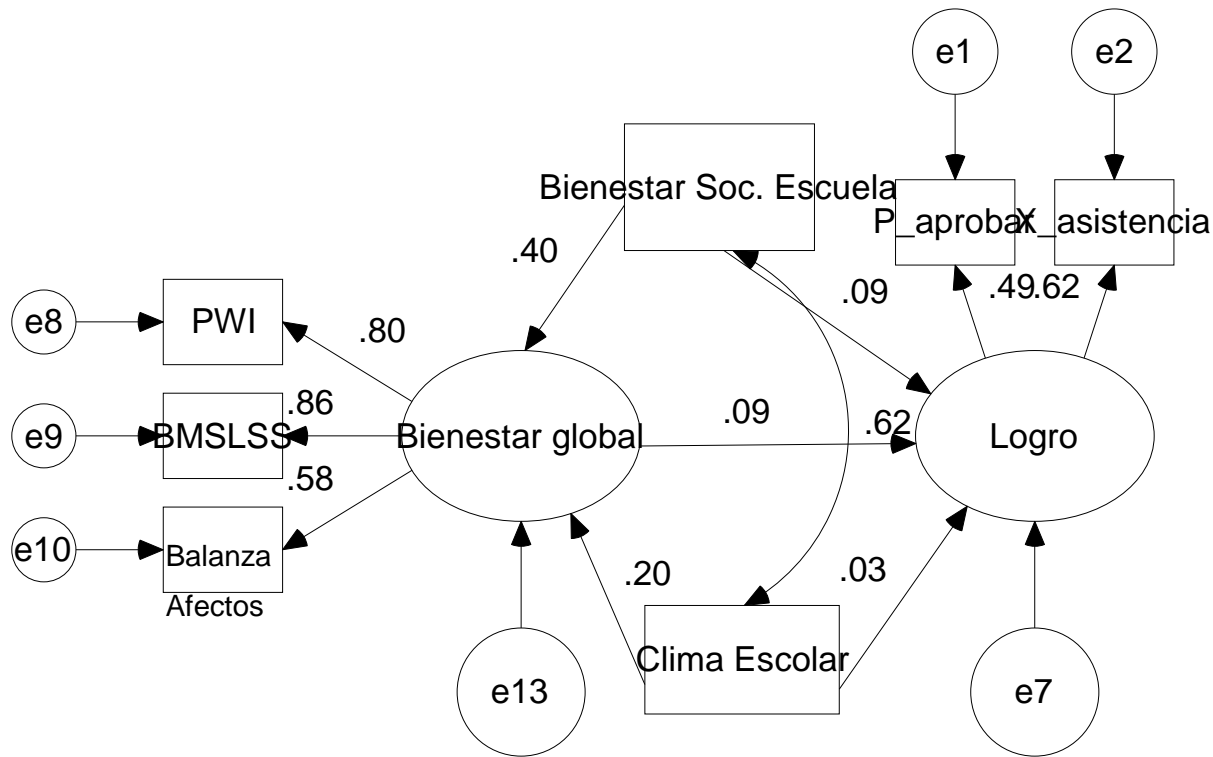 e1
e2
Bienestar Soc. Escuela
P_aprobar
X_asistencia
.40
.09
.49
.62
e8
PWI
.80
e9
BMSLSS
.86
Bienestar global
.09
.62
Logro
.58
e10
Balanza
Afectos
.20
.03
Clima Escolar
e13
e7